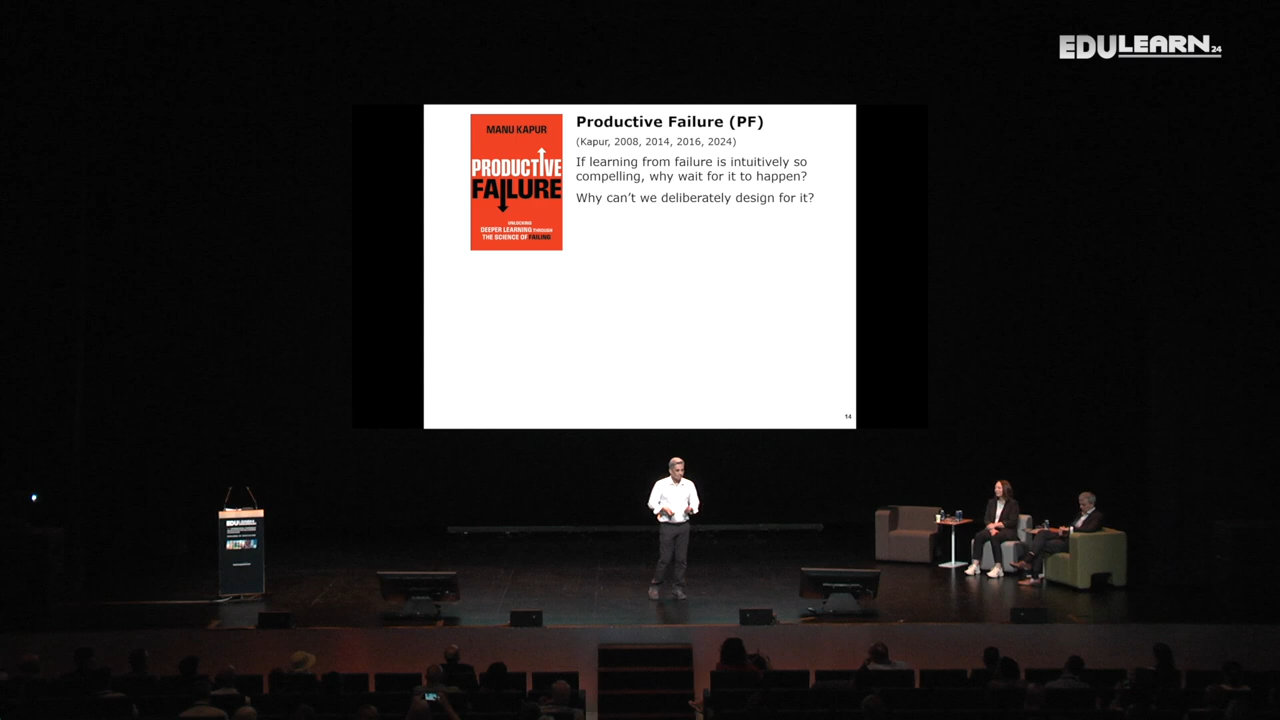 EDULEARN24
MANU KAPUR
PRODUCTIVE
FAILURE
UNLOCKING
DEEPER LEARNING THROUGH
THE SCIENCE OF FAILING
Productive Failure (PF)
(Kapur, 2008, 2014, 2016, 2024)
If learning from failure is intuitively so
compelling, why wait for it to happen?
Why can't we deliberately design for it?
14
EDULEARN